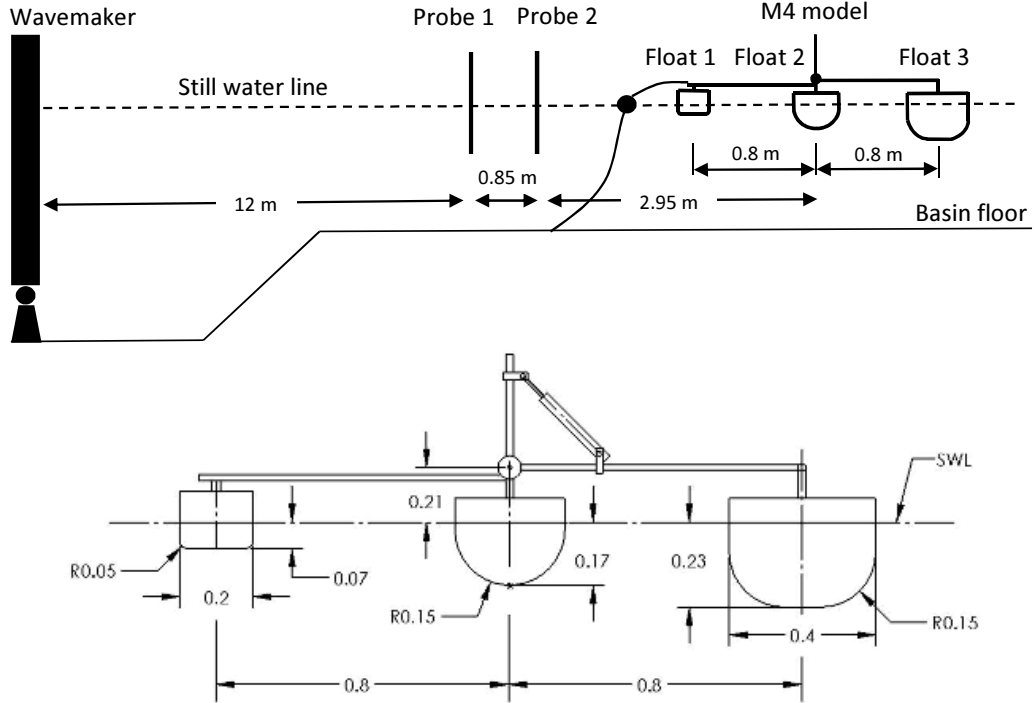 Wavemaker
Probe 1
Probe 2
M4 model
Float 1
Float 2
Float 3
Still water line
0.8 m
0.8 m
0.85 m
12 m
2.95 m
Basin floor
SWL
0.21
R0.05
0.07
0.17
0.23
0.2
R0.15
R0.15
0.4
0.8
0.8